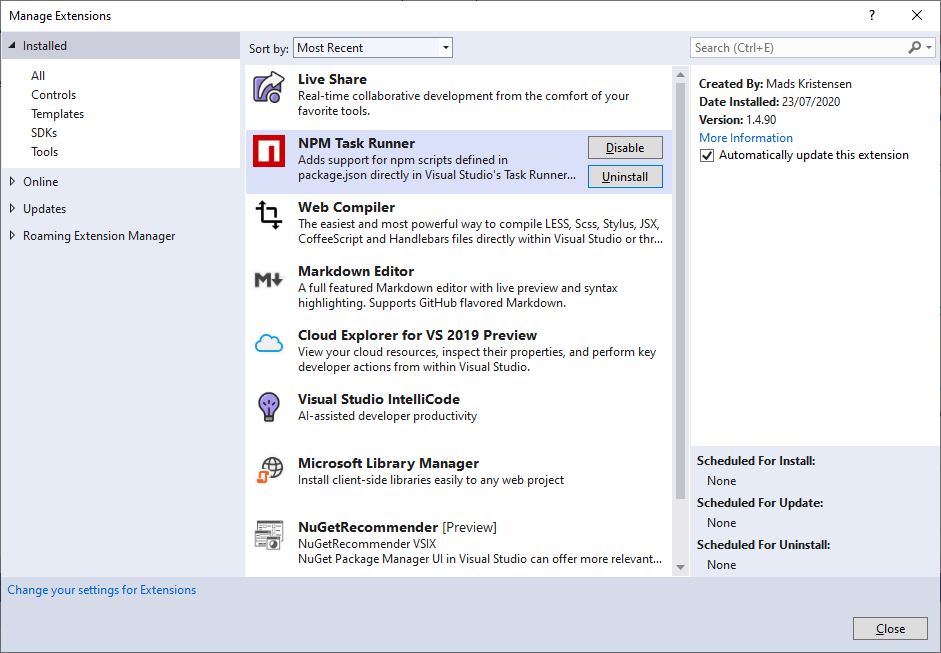 Manage Extensions
?
Installed
All
Controls
Templates
SDKs
Tools
Online
Updates
Roaming Extension Manager
Sort by: Most Recent
Live Share
Real-time collaborative development from the comfort of your
favorite tools.
NPM Task Runner
Adds support for npm scripts defined in
package.json directly in Visual Studio's Task Runner...
Disable
Uninstall
Web Compiler
The easiest and most powerful way to compile LESS, Scss, Stylus, JSX,
CoffeeScript and Handlebars files directly within Visual Studio or thr...
M
Markdown Editor
A full featured Markdown editor with live preview and syntax
highlighting. Supports GitHub flavored Markdown.
Cloud Explorer for VS 2019 Preview
View your cloud resources, inspect their properties, and perform key
developer actions from within Visual Studio.
Visual Studio IntelliCode
AI-assisted developer productivity
Microsoft Library Manager
Install client-side libraries easily to any web project
NuGetRecommender [Preview]
NuGetRecommender VSIX
NuGet Package Manager UI in Visual Studio can offer more relevant...
Search (Ctrl+E)
Created By: Mads Kristensen
Date Installed: 23/07/2020
Version: 1.4.90
More Information
Automatically update this extension
Scheduled For Install:
None
Scheduled For Update:
None
Scheduled For Uninstall:
None
Change your settings for Extensions
Close